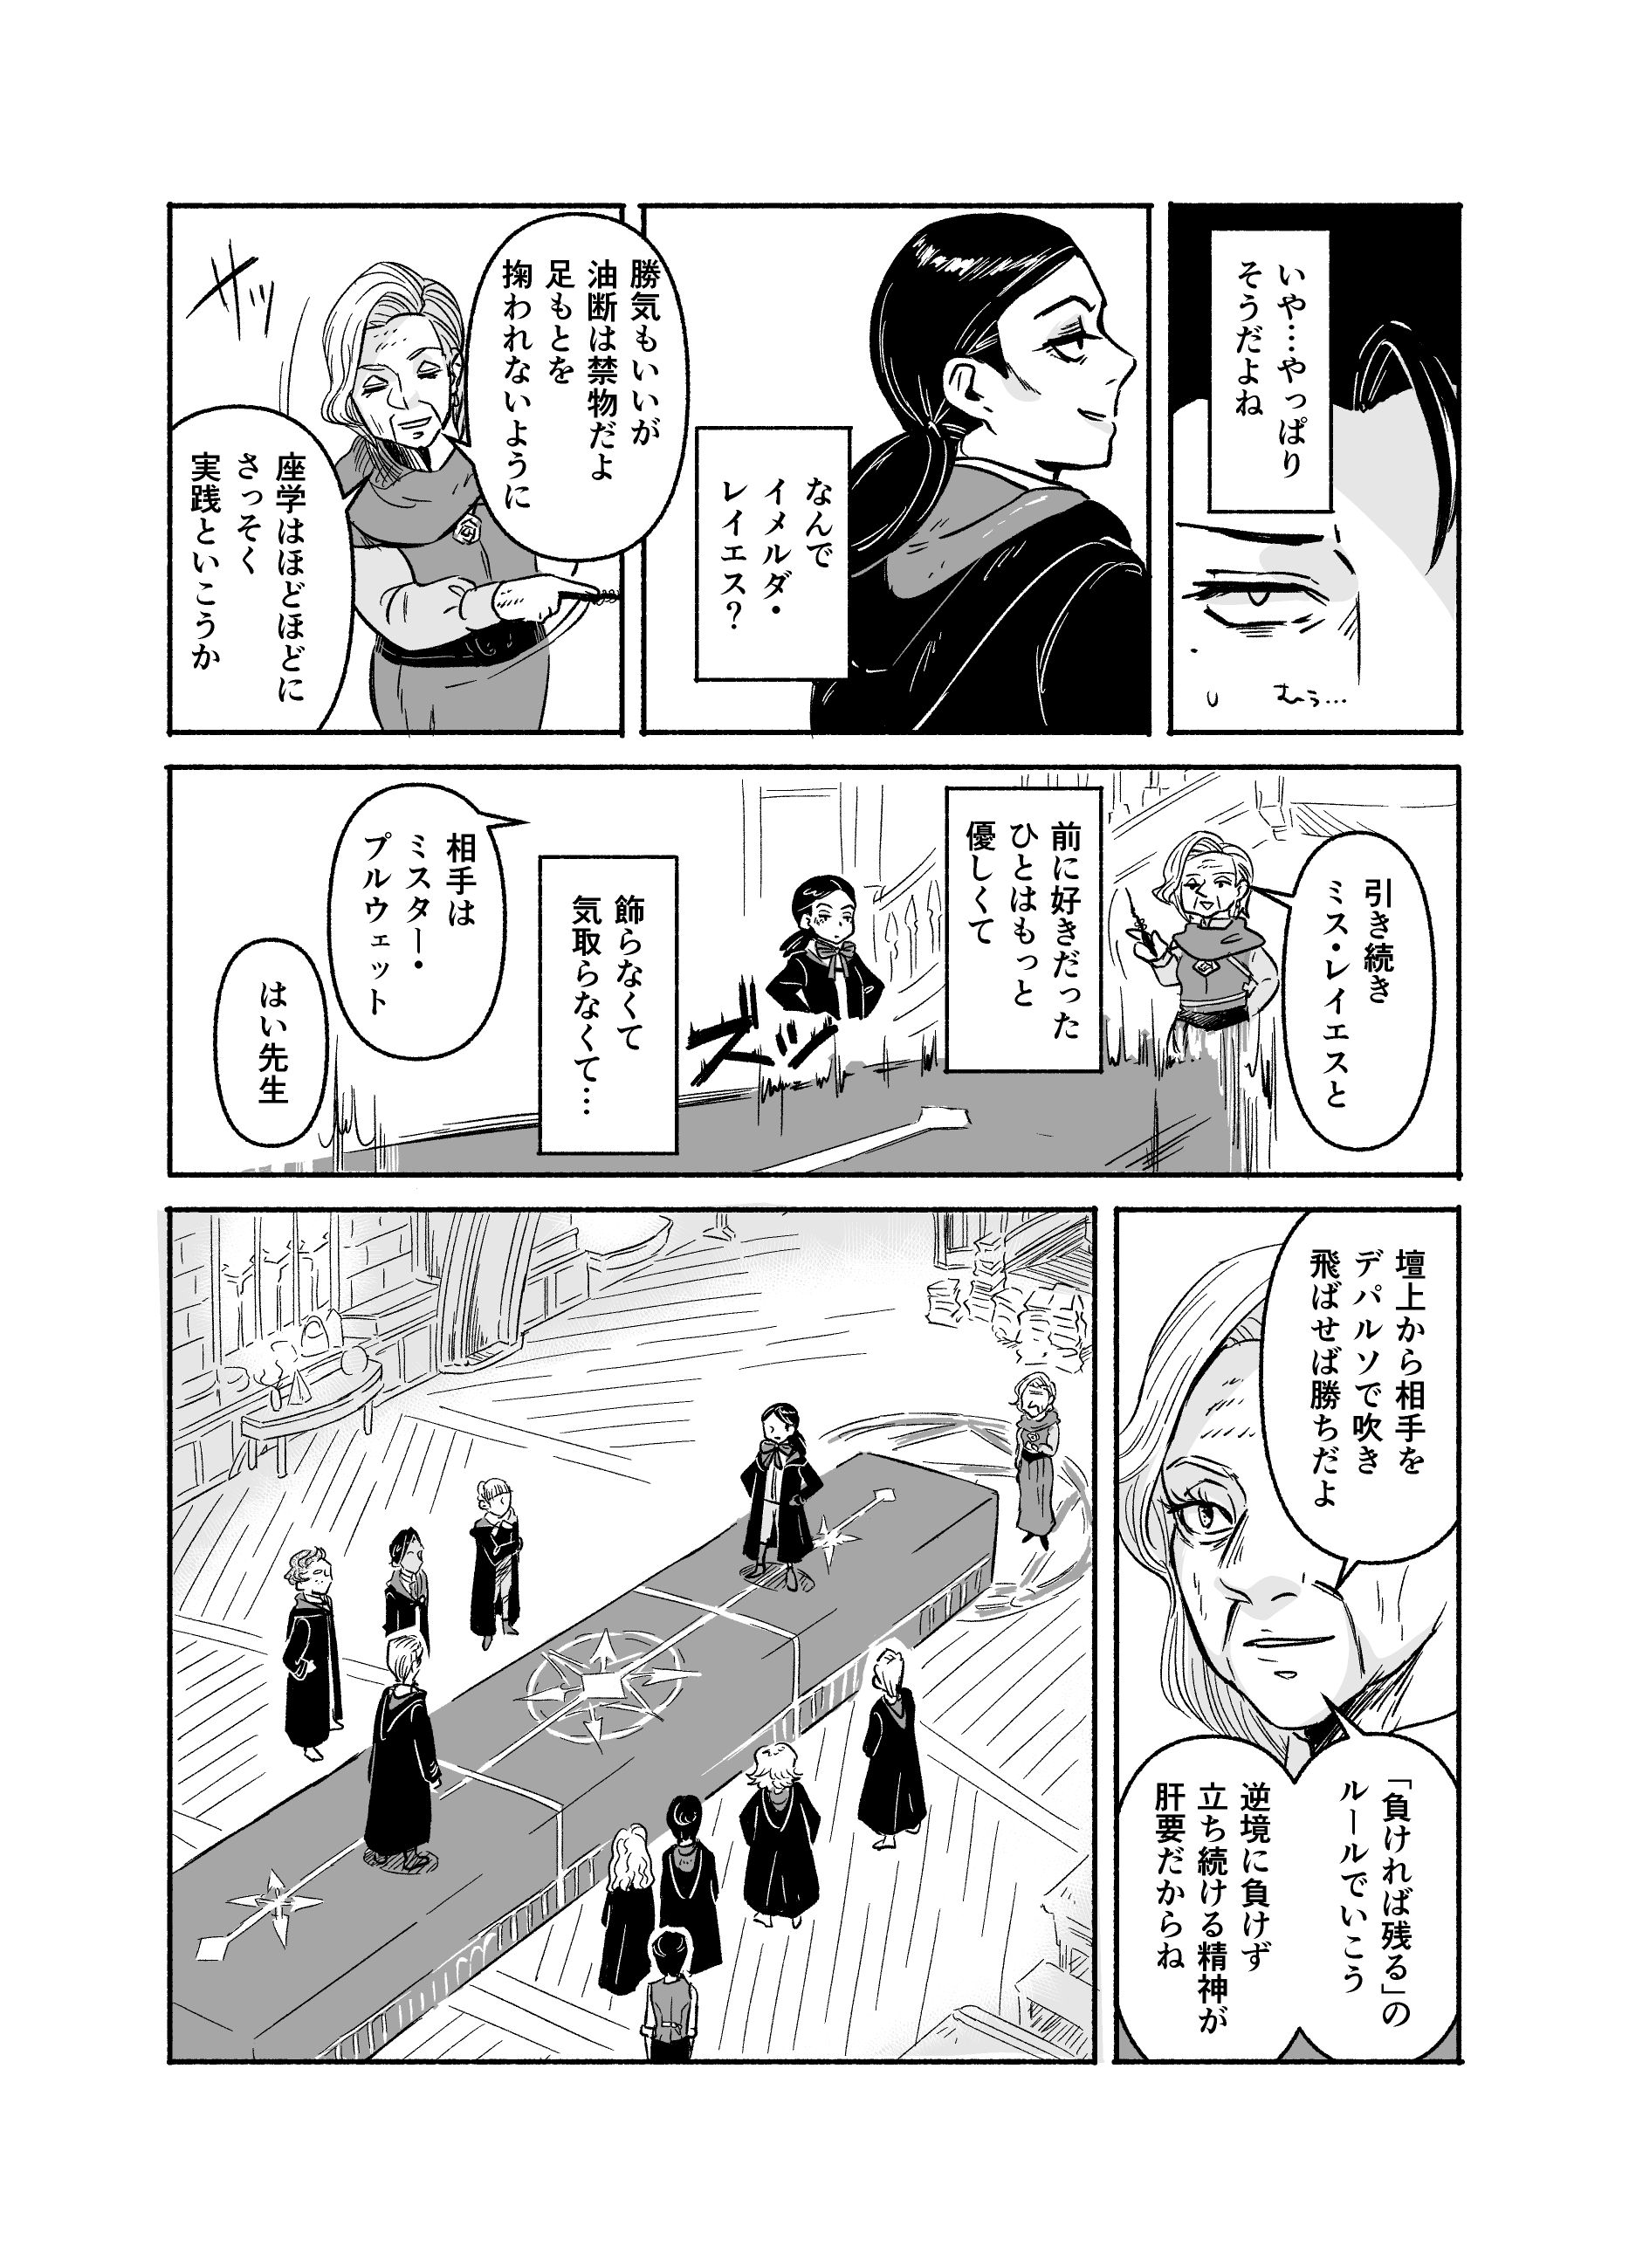 いや…やっぱり
そうだよね
むぅ…
なんで
イメルダ・
レイエス？
勝気もいいが
油断は禁物だよ
足もとを
掬われないように
サッ
座学はほどほどに
さっそく
実践といこうか
引き続き
ミス・レイエスと
前に好きだった
ひとはもっと
優しくて
ズッ
飾らなくて
気取らなくて…
相手は
ミスター・
プルウェット
はい先生
壇上から相手を
デパルソで吹き
飛ばせば勝ちだよ
「負ければ残る」の
ルールでいこう
逆境に負けず
立ち続ける精神が
肝要だからね